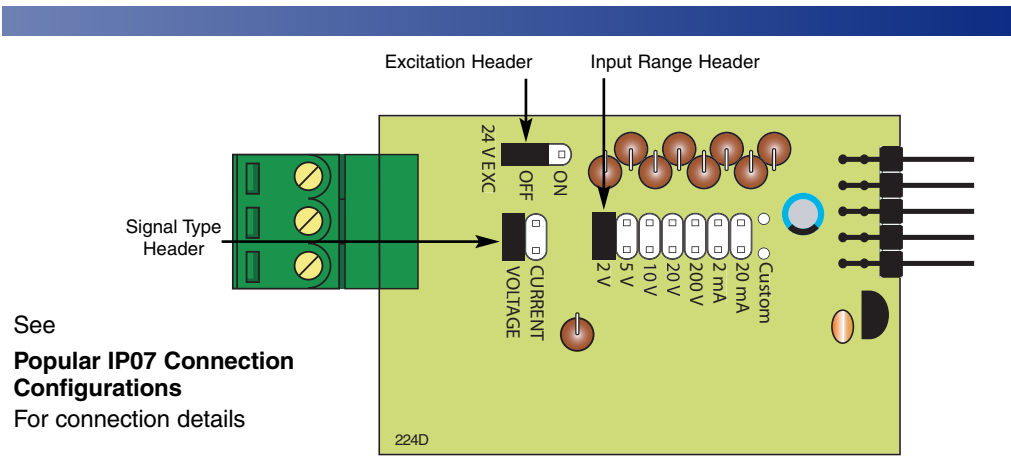 Excitation Header
Input Range Header
24 V EXC
OFF
ON
Signal Type
Header
VOLTAGE
CURRENT
2 V
5 V
10 V
20 V
200 V
2 mA
20 mA
Custom
See
Popular IP07 Connection
Configurations
For connection details
224D